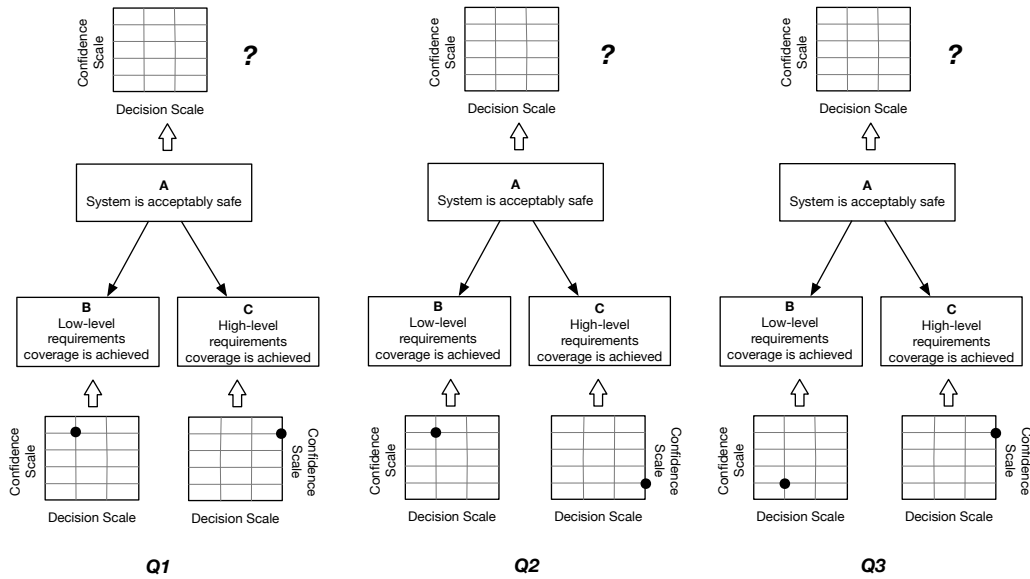 Confidence
Scale
?
Decision Scale
A
System is acceptably safe
B
Low-level
requirements
coverage is achieved
C
High-level
requirements
coverage is achieved
Confidence
Scale
Confidence
Scale
Decision Scale
Decision Scale
Q1
Confidence
Scale
?
Decision Scale
A
System is acceptably safe
B
Low-level
requirements
coverage is achieved
C
High-level
requirements
coverage is achieved
Confidence
Scale
Confidence
Scale
Decision Scale
Decision Scale
Q2
Confidence
Scale
?
Decision Scale
A
System is acceptably safe
B
Low-level
requirements
coverage is achieved
C
High-level
requirements
coverage is achieved
Confidence
Scale
Confidence
Scale
Decision Scale
Decision Scale
Q3